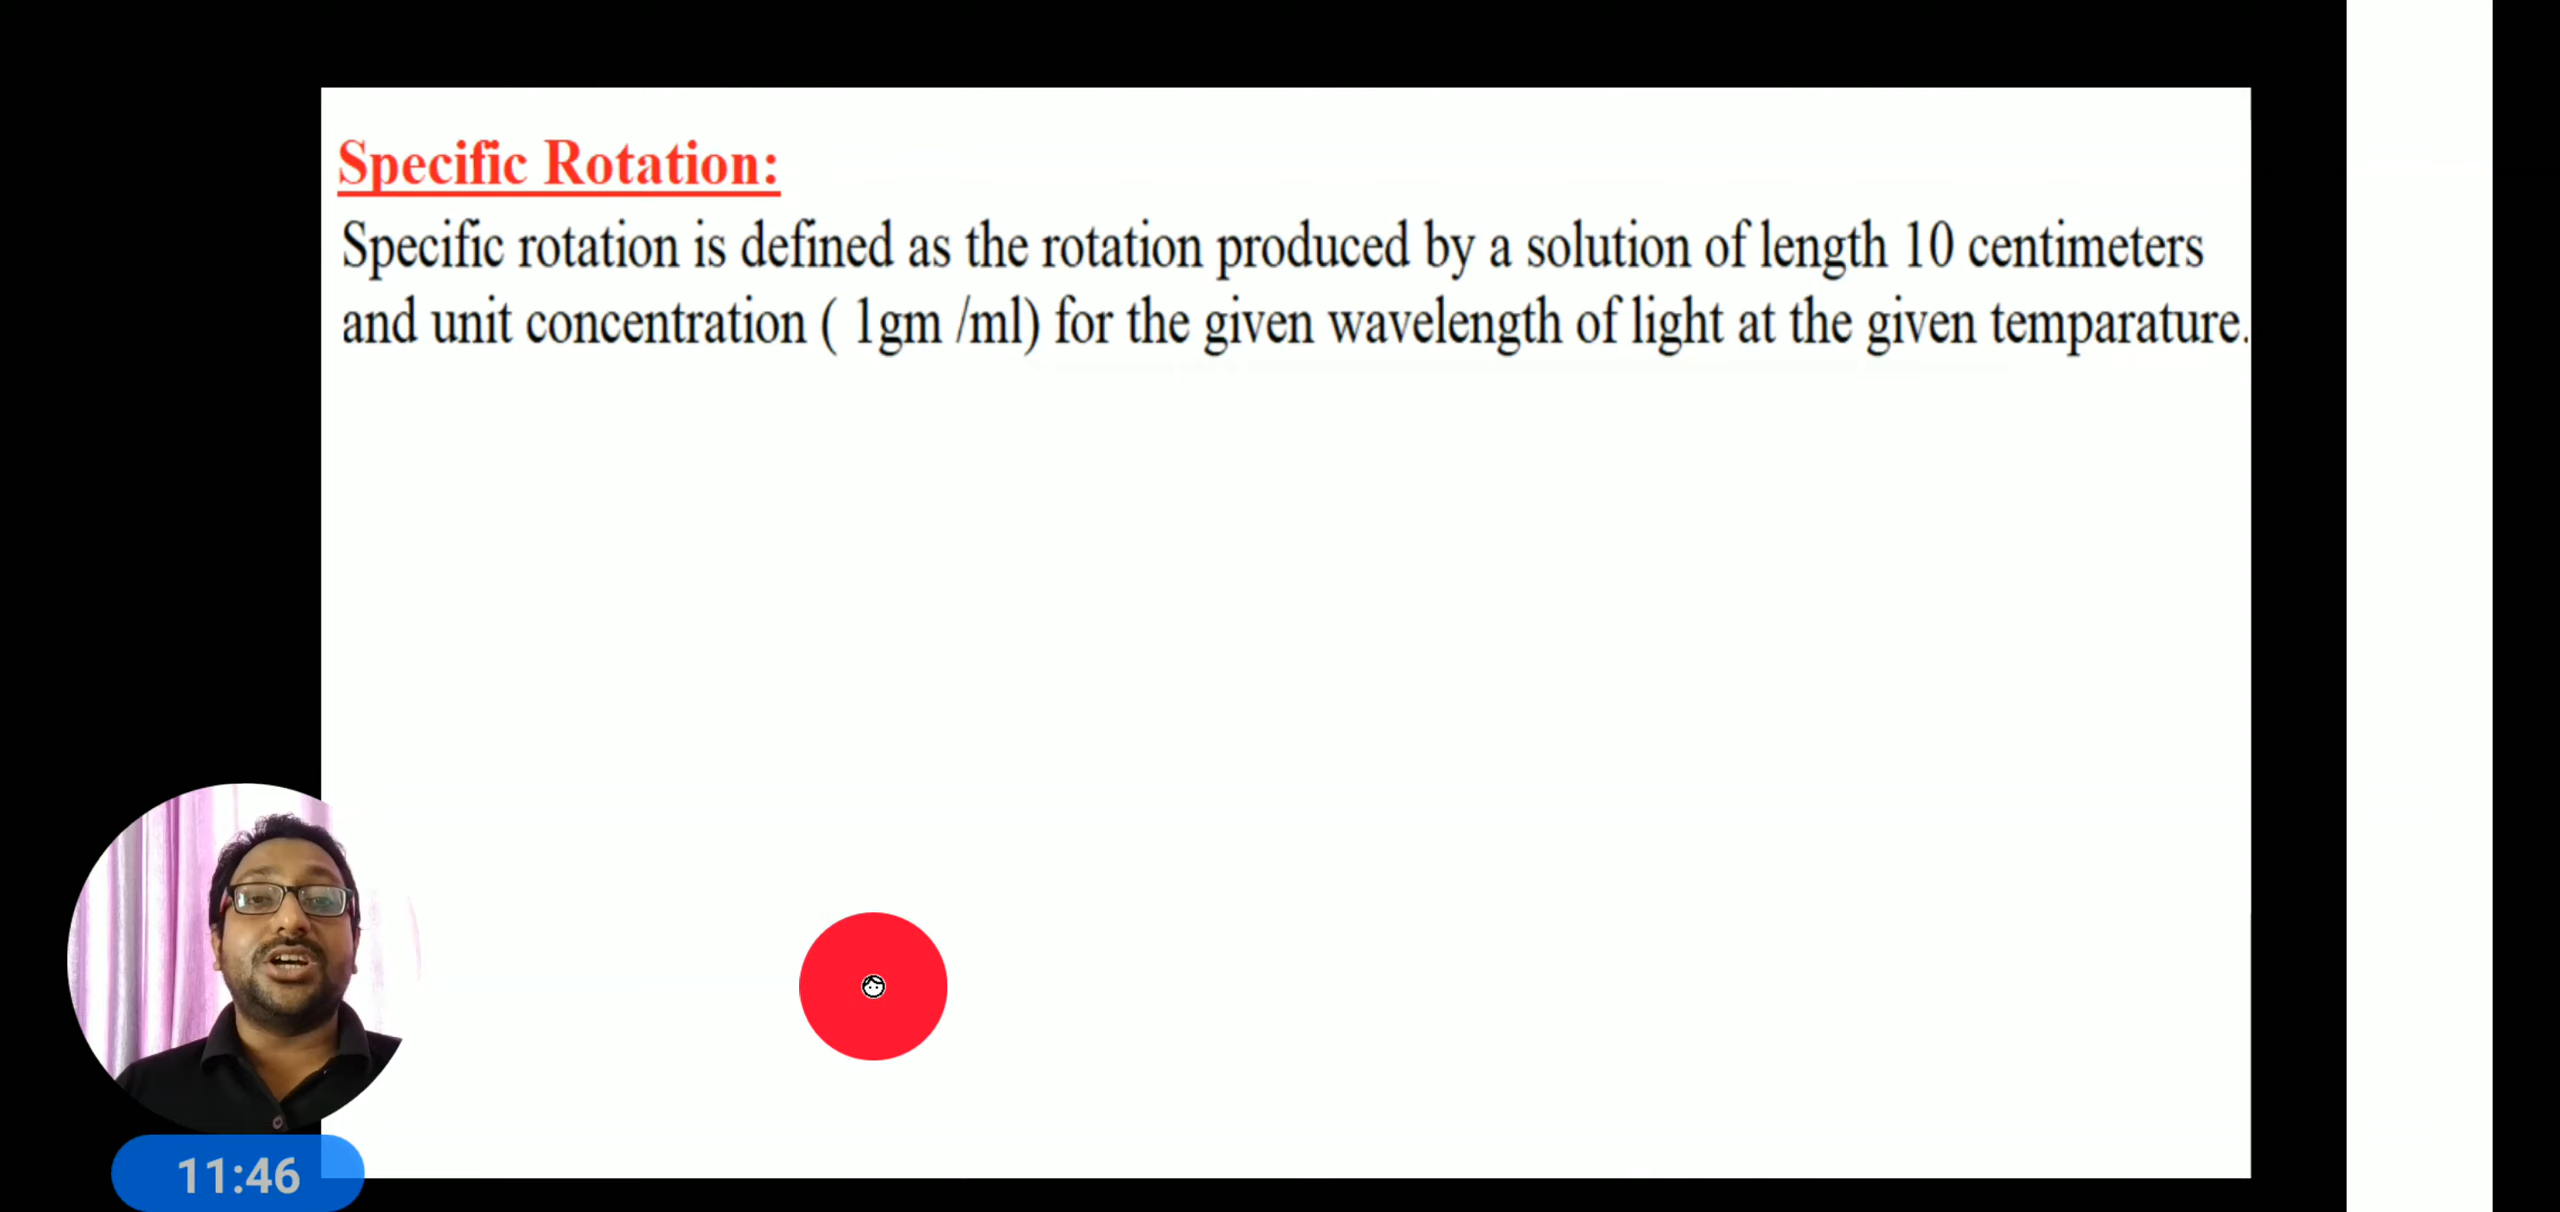 Specific Rotation:
Specific rotation is defined as the rotation produced by a solution of length 10 centimeters
and unit concentration ( 1gm /ml) for the given wavelength of light at the given temparature.
11:46